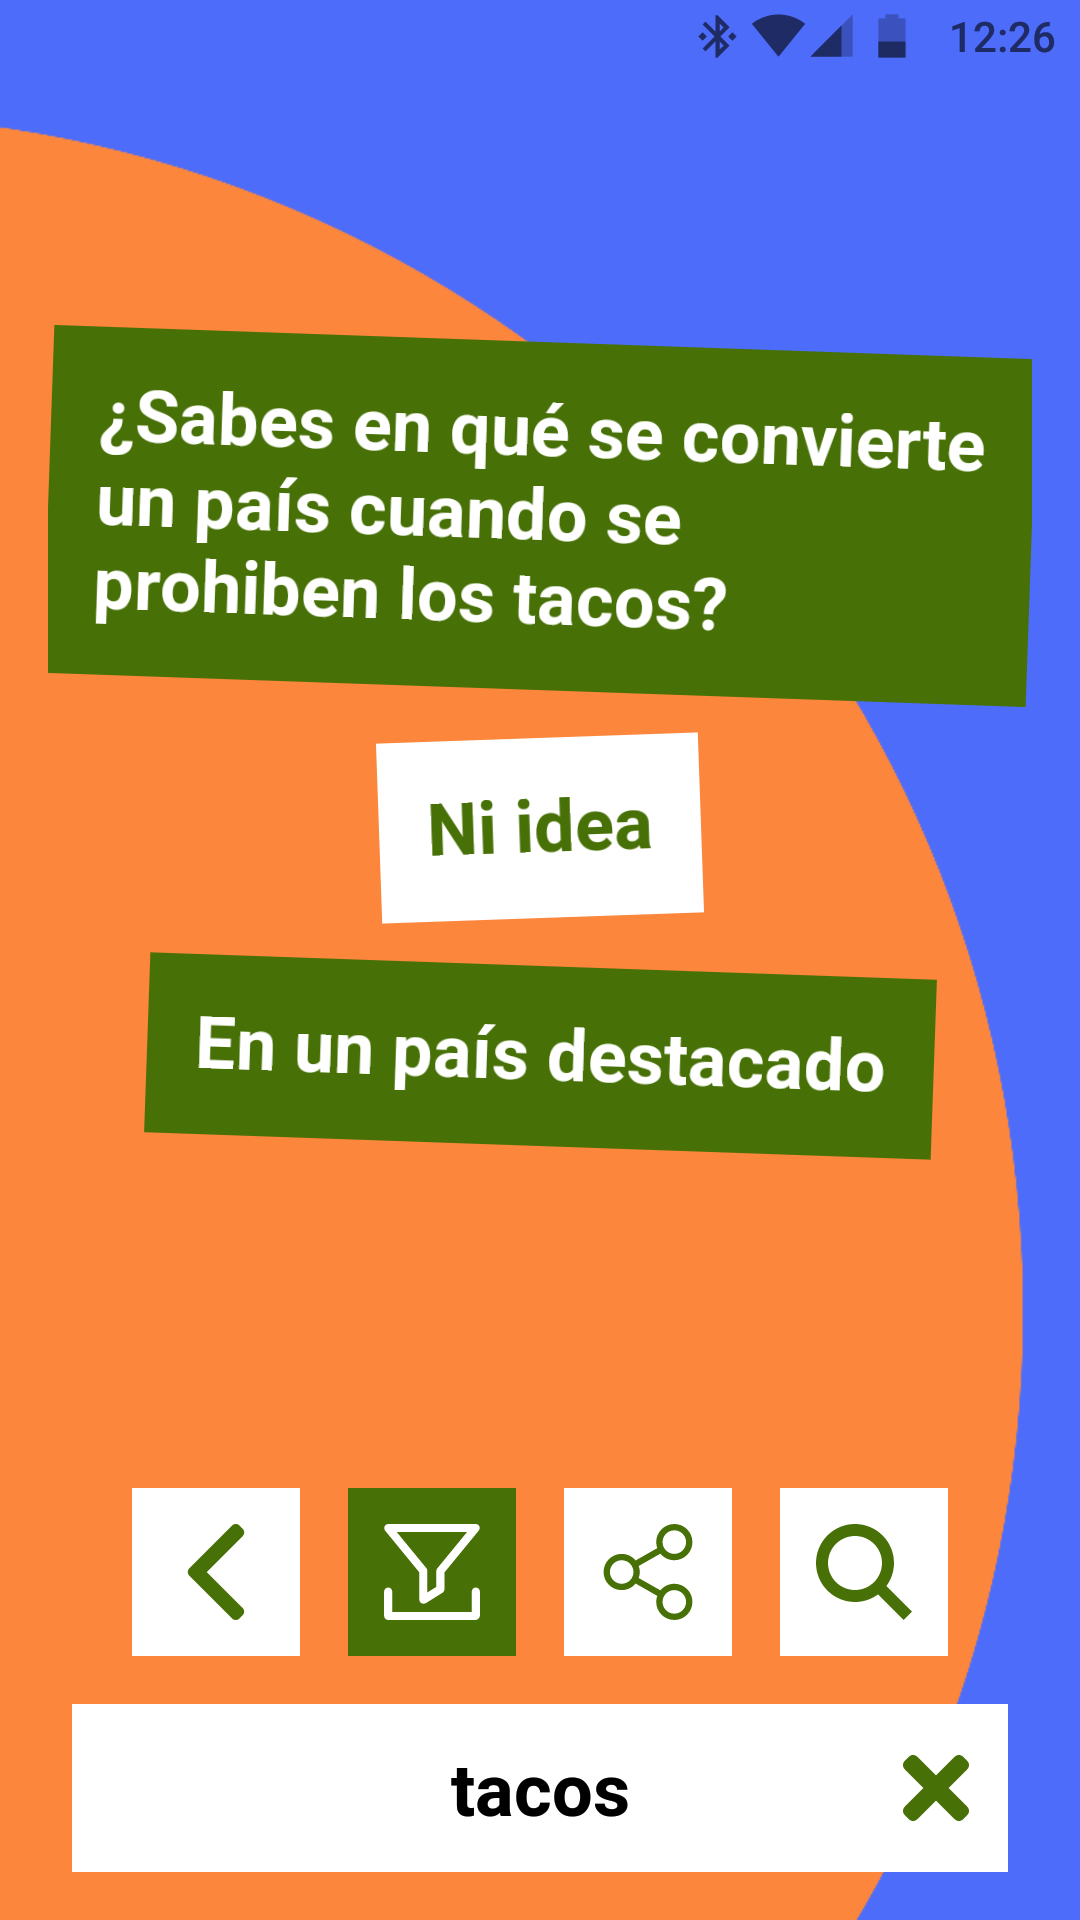 12:26
¿Sabes en qué se convierte
un país cuando se
prohiben los tacos?
Ni idea
En un país destacado
tacos